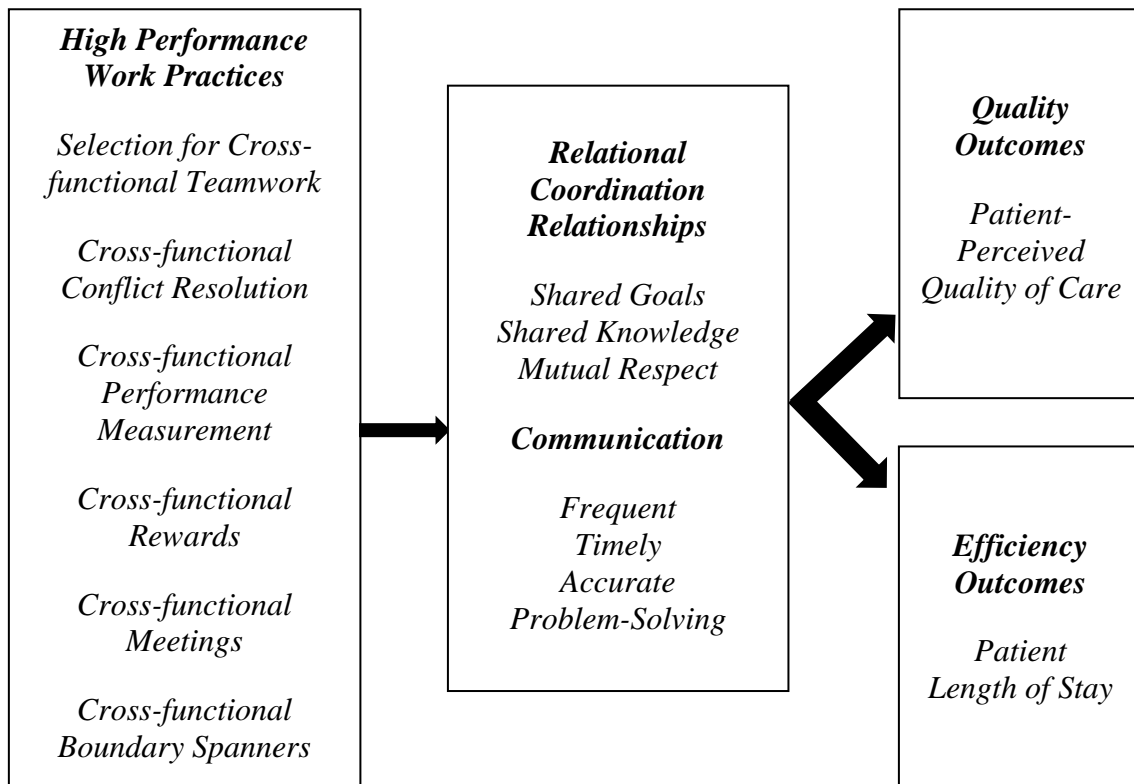 High Performance
Work Practices
Selection for Cross-
functional Teamwork
Cross-functional
Conflict Resolution
Cross-functional
Performance
Measurement
Cross-functional
Rewards
Cross-functional
Meetings
Cross-functional
Boundary Spanners
Relational
Coordination
Relationships
Shared Goals
Shared Knowledge
Mutual Respect
Communication
Frequent
Timely
Accurate
Problem-Solving
Quality
Outcomes
Patient-
Perceived
Quality of Care
Efficiency
Outcomes
Patient
Length of Stay